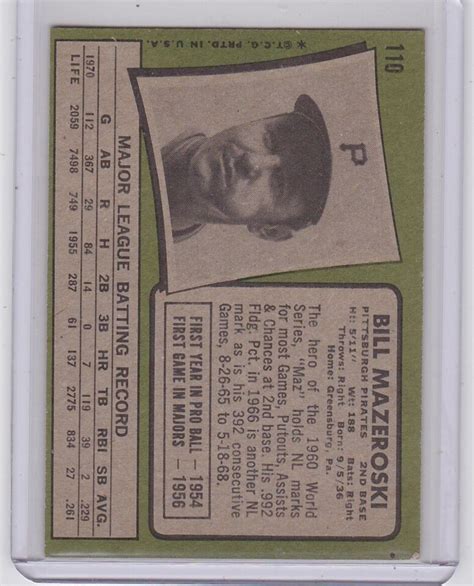 110
BILL MAZEROSKI
PITTSBURGH PIRATES 2ND BASE
Ht: 5'11" Wt: 188 Bats: Right
Throws: Right Born: 9/5/36
Home: Greensburg, Pa.
The hero of the 1960 World
Series, "Maz" holds NL marks
for most Games, Putouts, Assists
& Chances at 2nd base. His .992
Fldg. Pct in 1966 is another NL
mark as is his 392 consecutive
Games, 8-26-65 to 5-18-68.
FIRST YEAR IN PRO BALL — 1954
FIRST GAME IN MAJORS — 1956
P
*©T.C.G. PRTD. IN U.S.A.
MAJOR LEAGUE BATTING RECORD
G AB R H 2B 3B HR TB RBI SB AVG.
1970 112 367 29 84 14 0 7 119 39 2 .229
LIFE 2059 7498 749 1955 287 61 137 2775 834 27 .261